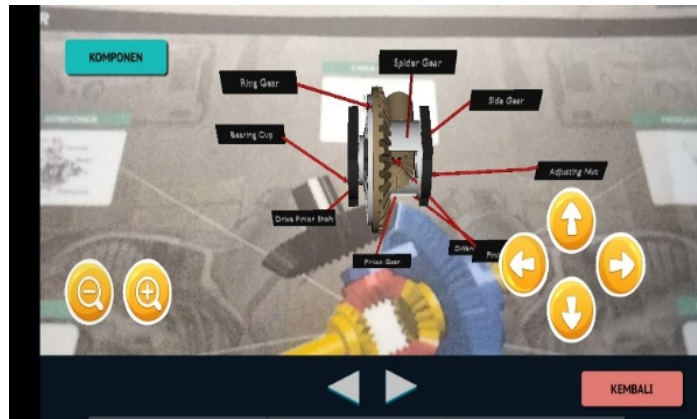 R
KOMPONEN
Spider Gear
Ring Gear
Side Gear
Bearing Cup
Adjusting Nut
Drive Pinion Shaft
Pinion Gear
KEMBALI